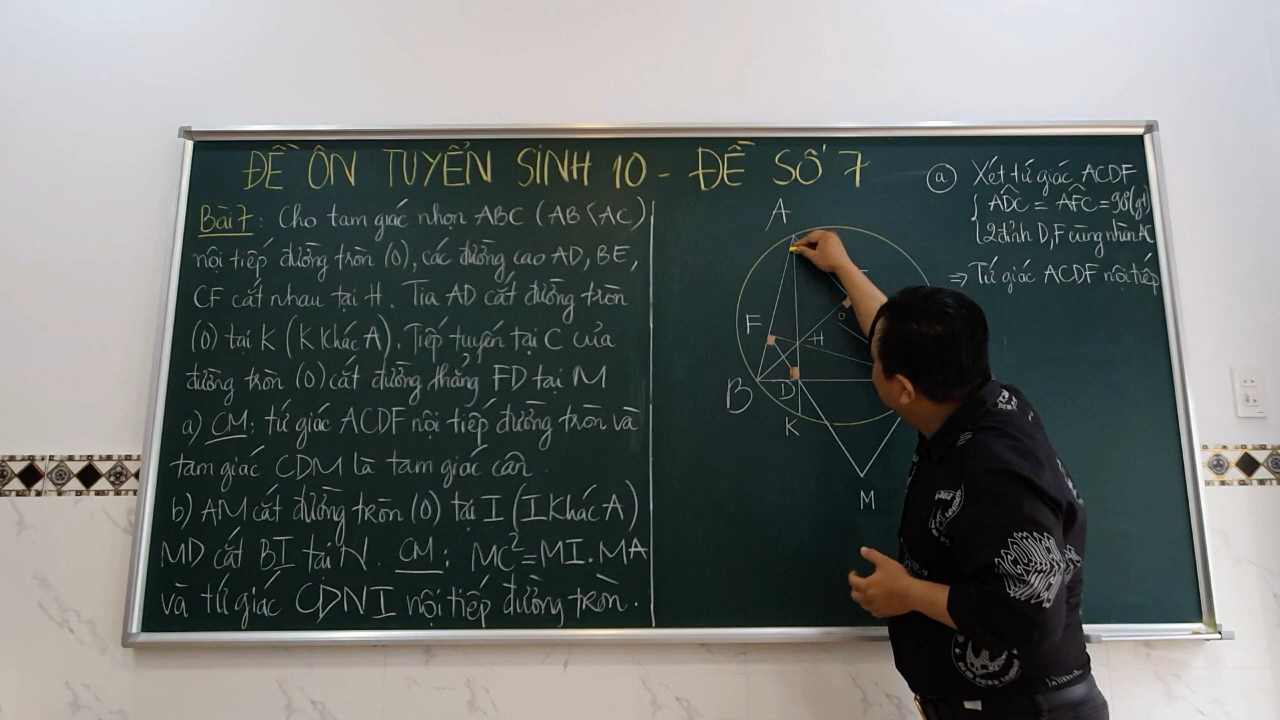 ĐỀ ÔN TUYỂN SINH 10 - ĐỀ SỐ 7
Bài 7: Cho tam giác nhọn ABC (AB<AC)
nội tiếp đường tròn (O), các đường cao AD, BE,
CF cắt nhau tại H. Tia AD cắt đường tròn
(O) tại K (K khác A). Tiếp tuyến tại C của
đường tròn (O) cắt đường thẳng FD tại M
a) CM: tứ giác ACDF nội tiếp đường tròn và
tam giác CDM là tam giác cân.
b) AM cắt đường tròn (O) tại I (I khác A)
MD cắt BI tại N. CM: MC²=MI.MA
và tứ giác CDNI nội tiếp đường tròn.
A
F
O
H
B
D
K
M
a) Xét tứ giác ACDF
{ ADC = AFC = 90° (gt)
2 đỉnh D, F cùng nhìn AC
=> Tứ giác ACDF nội tiếp